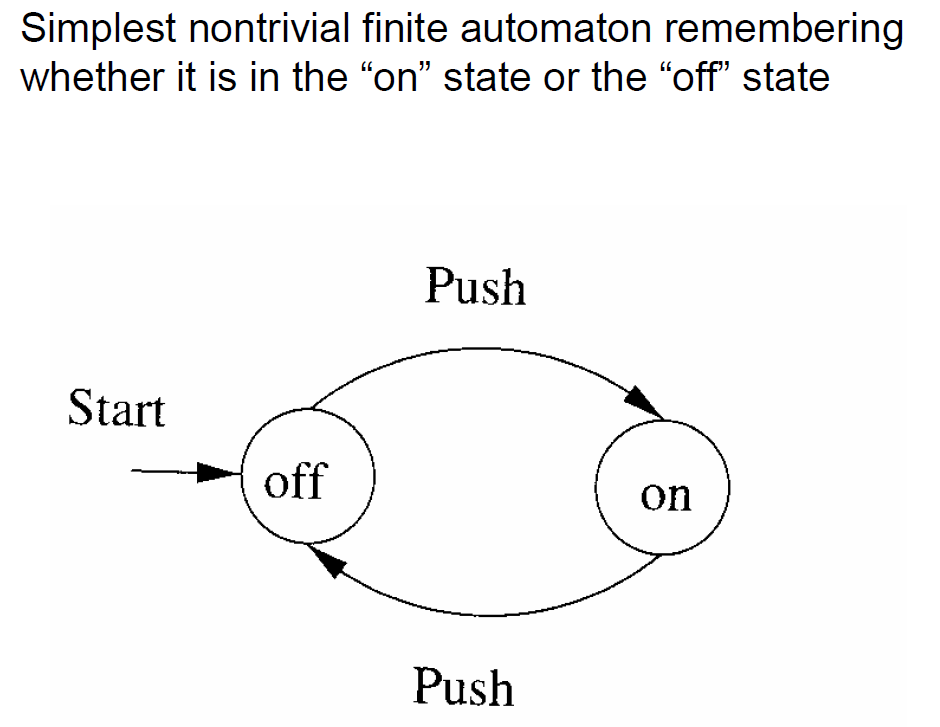 Simplest nontrivial finite automaton remembering
whether it is in the “on” state or the “off” state
Push
Start
off
on
Push